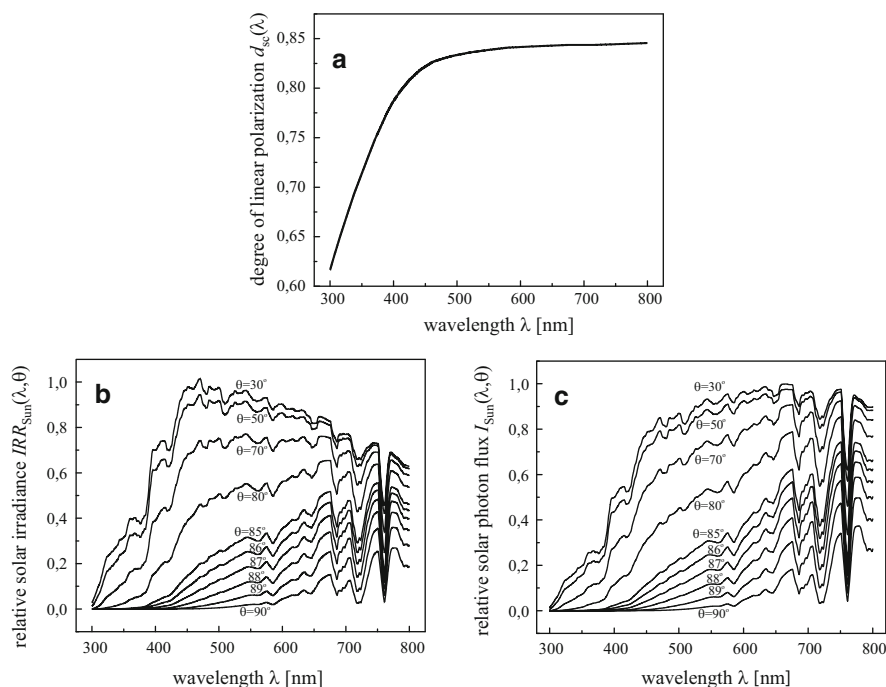 degree of linear polarization d_sc(λ)
a
0,85
0,80
0,75
0,70
0,65
0,60
300 400 500 600 700 800
wavelength λ [nm]
relative solar irradiance IRR_Sun(λ,θ)
b
1,0
0,8
0,6
0,4
0,2
0,0
θ=30°
θ=50°
θ=70°
θ=80°
θ=85°
86°
87°
88°
89°
θ=90°
300 400 500 600 700 800
wavelength λ [nm]
relative solar photon flux I_Sun(λ,θ)
c
1,0
0,8
0,6
0,4
0,2
0,0
θ=30°
θ=50°
θ=70°
θ=80°
θ=85°
86°
87°
88°
89°
θ=90°
300 400 500 600 700 800
wavelength λ [nm]